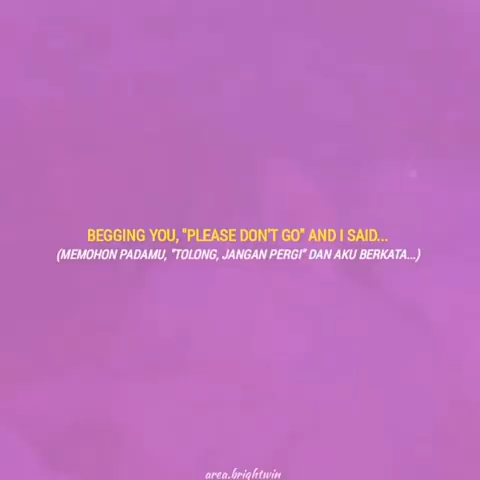 BEGGING YOU, "PLEASE DON'T GO" AND I SAID...
(MEMOHON PADAMU, "TOLONG, JANGAN PERGI" DAN AKU BERKATA...)
area.brightwin